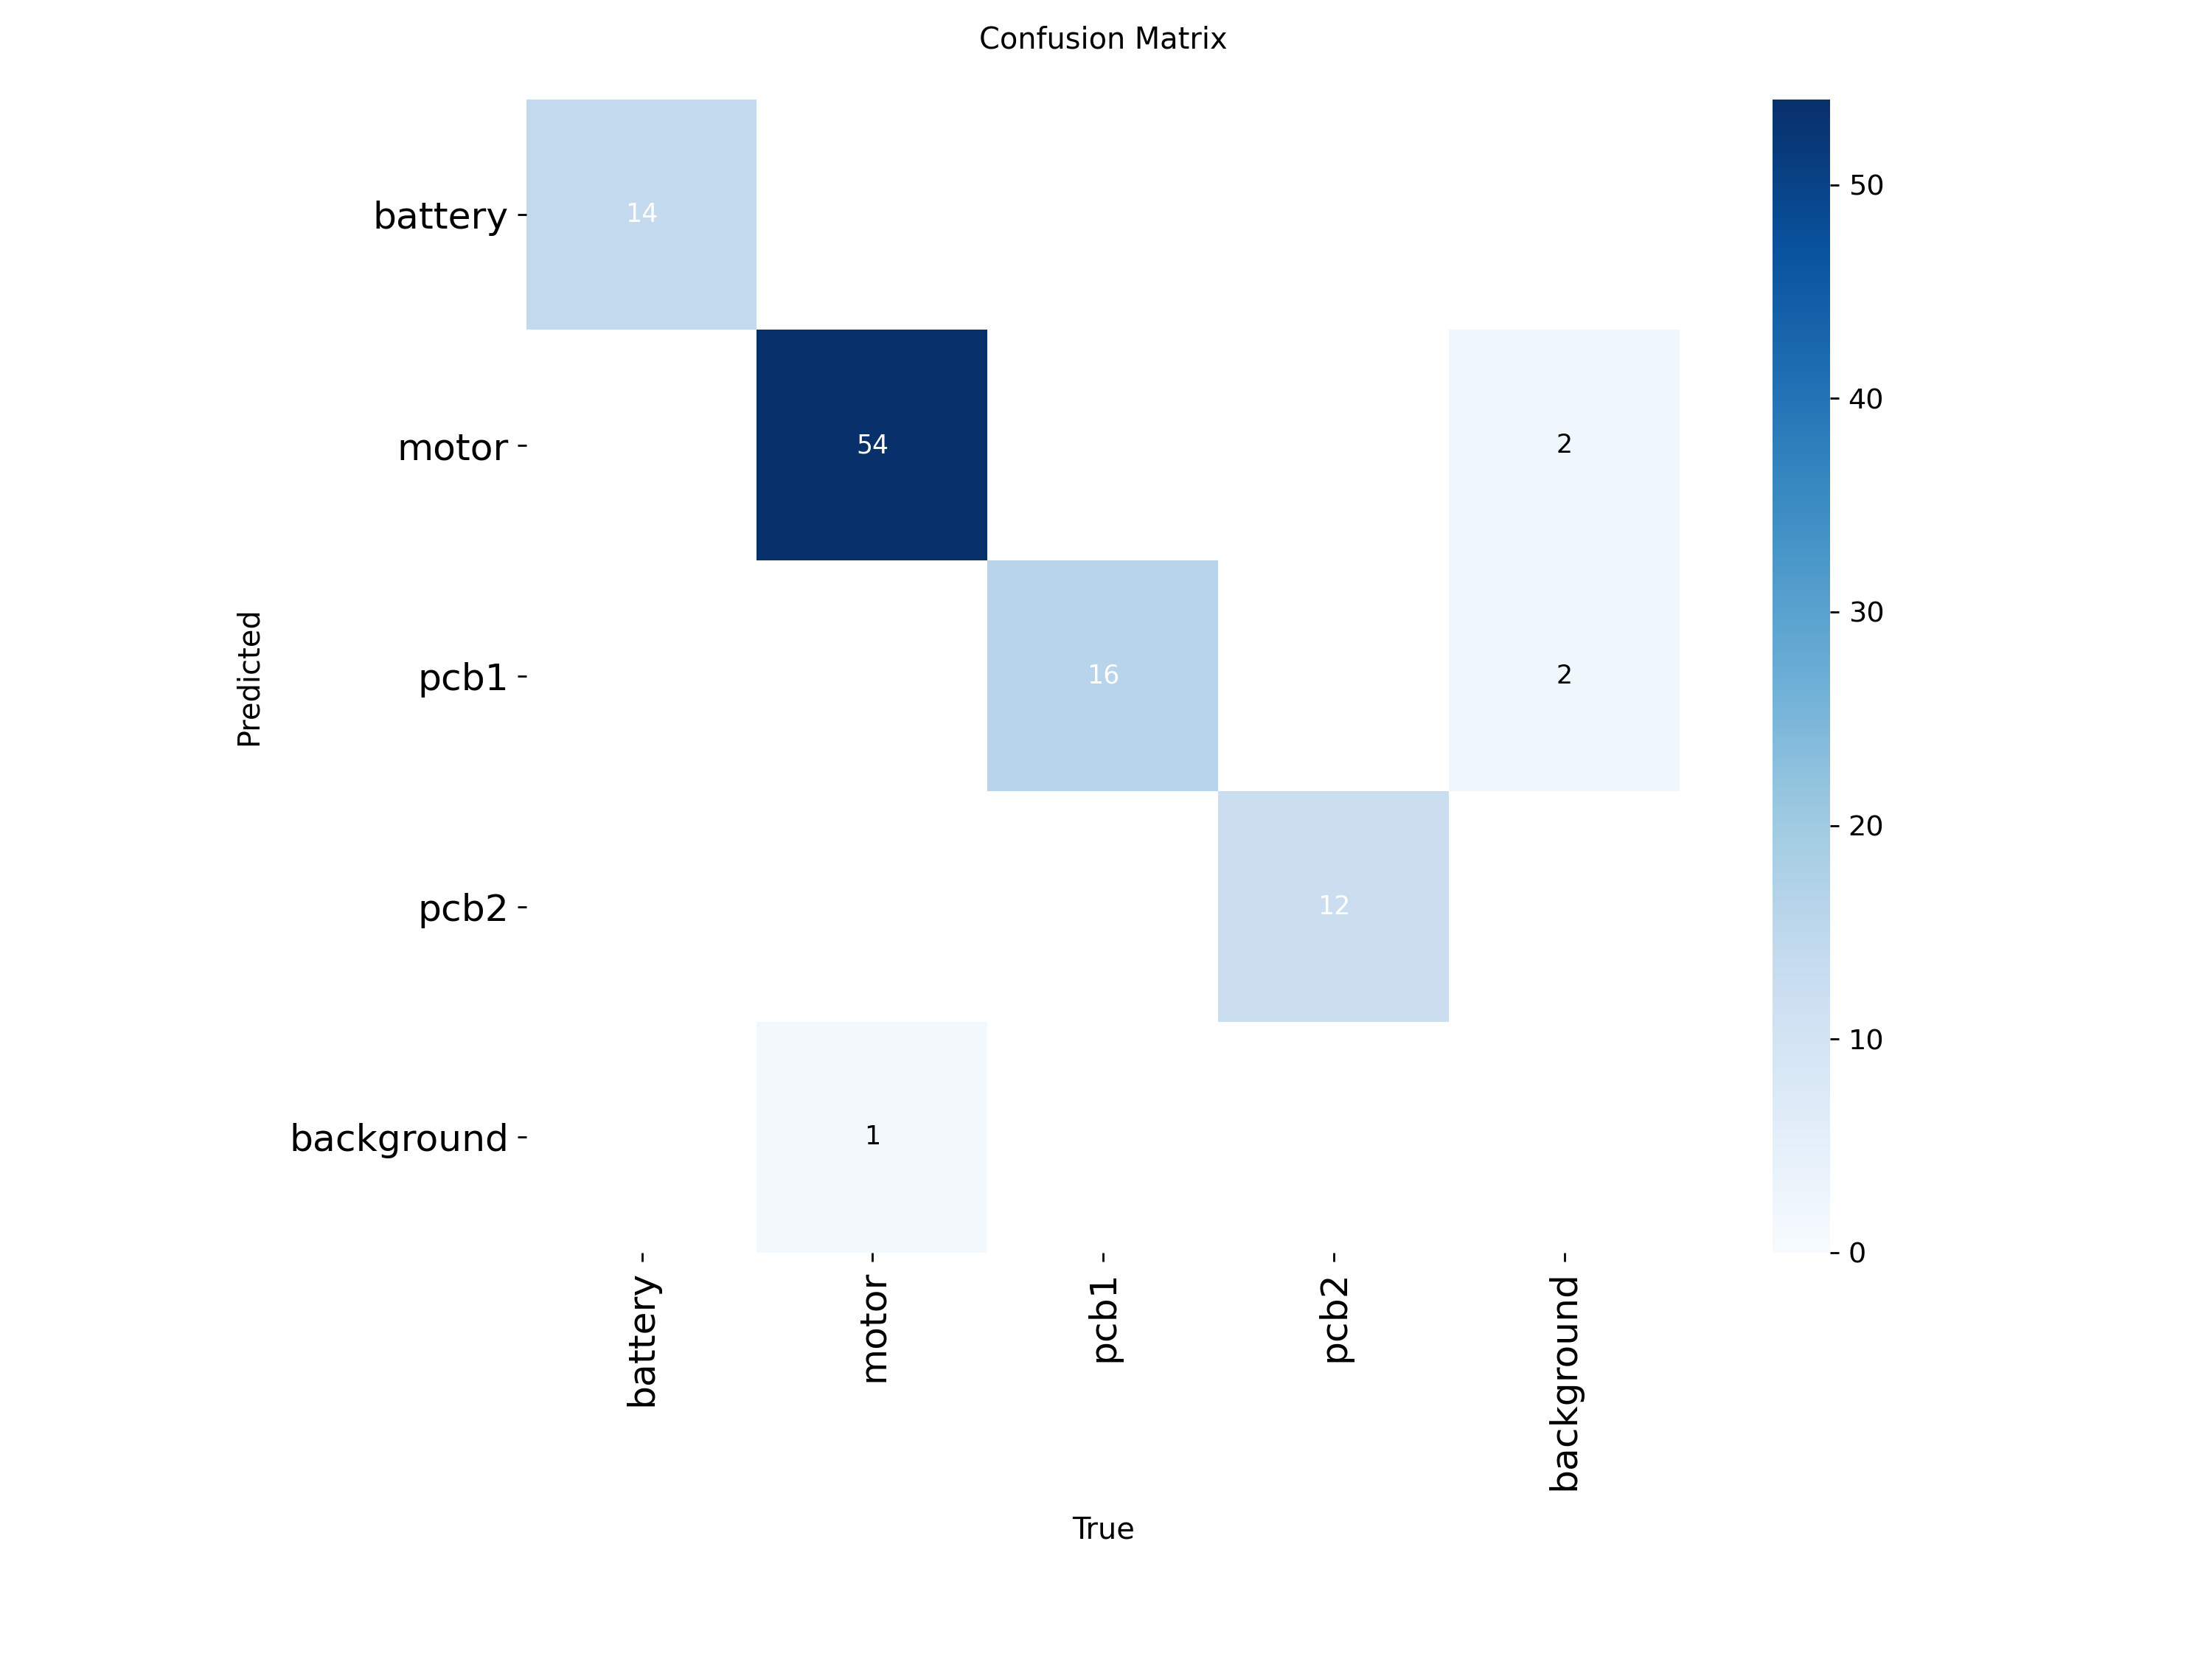 Confusion Matrix
battery
14
motor
54
2
Predicted
pcb1
16
2
pcb2
12
background
1
battery
motor
pcb1
pcb2
background
True
50
40
30
20
10
0